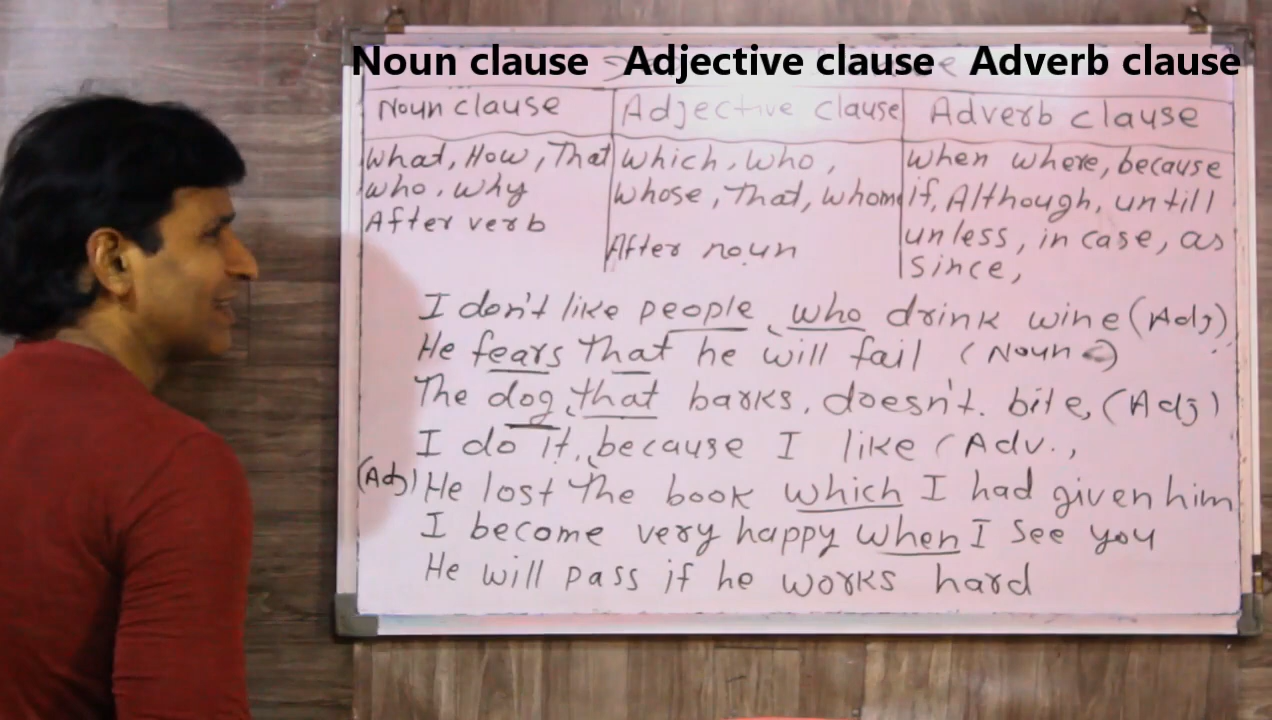 Noun clause Adjective clause Adverb clause
Noun clause Adjective clause Adverb clause
What, How, That which, who, when where, because
who, why whose, That, whom if, Although, untill
After verb After noun unless, in case, as
since,
I don't like people, who drink wine (Adj)
He fears that he will fail (Noun
The dog, that barks, doesn't. bite, (Adj)
I do it, because I like (Adv.,
(Adj) He lost the book which I had given him
I become very happy when I see you
He will pass if he works hard